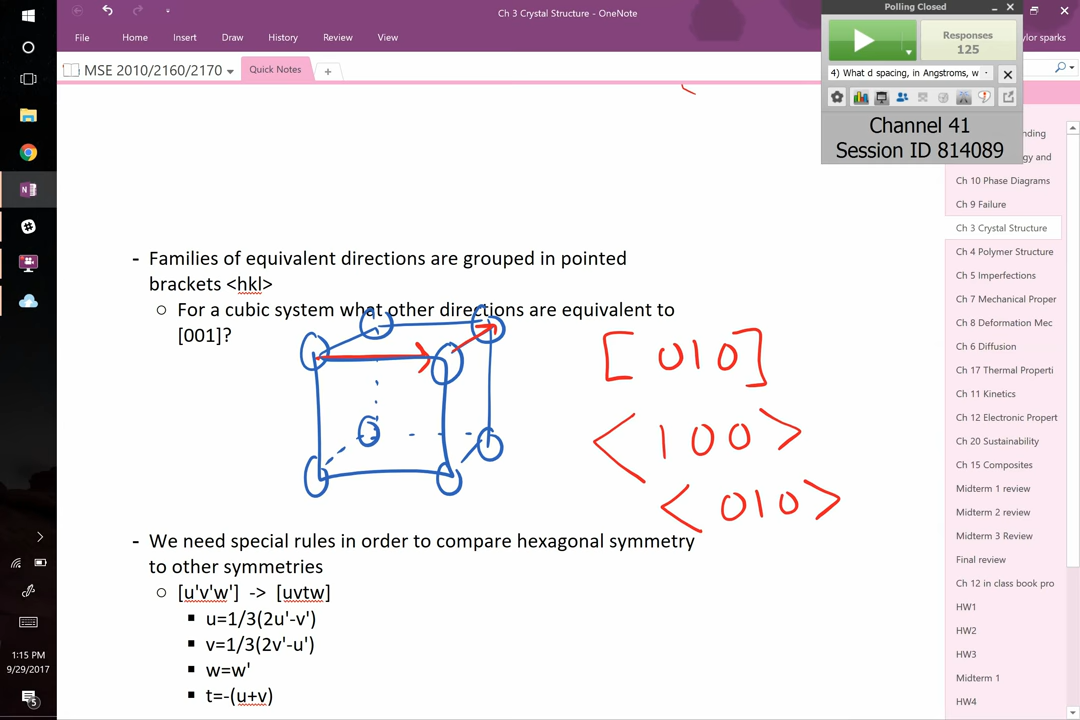 Ch 3 Crystal Structure - OneNote
Polling Closed
File Home Insert Draw History Review View
Responses
125
ylor sparks
MSE 2010/2160/2170 Quick Notes
4) What d spacing, in Angstroms, w
Channel 41
Session ID 814089
nding
gy and
Ch 10 Phase Diagrams
Ch 9 Failure
Ch 3 Crystal Structure
Ch 4 Polymer Structure
Ch 5 Imperfections
Ch 7 Mechanical Proper
Ch 8 Deformation Mec
Ch 6 Diffusion
Ch 17 Thermal Properti
Ch 11 Kinetics
Ch 12 Electronic Propert
Ch 20 Sustainability
Ch 15 Composites
Midterm 1 review
Midterm 2 review
Midterm 3 Review
Final review
Ch 12 in class book pro
HW1
HW2
HW3
Midterm 1
HW4
- Families of equivalent directions are grouped in pointed
brackets <hkl>
For a cubic system what other directions are equivalent to
[001]?
[010]
<100>
<010>
- We need special rules in order to compare hexagonal symmetry
to other symmetries
[u'v'w'] -> [uvtw]
u=1/3(2u'-v')
v=1/3(2v'-u')
w=w'
t=-(u+v)
1:15 PM
9/29/2017
5